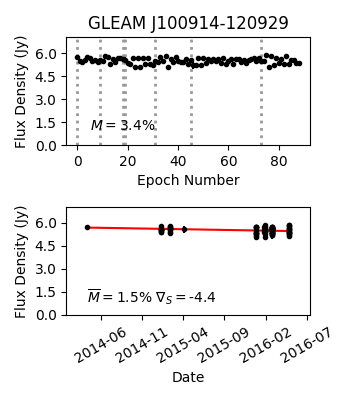 GLEAM J100914-120929
Flux Density (Jy)
6.0
4.5
3.0
1.5
0.0
M = 3.4%
0 20 40 60 80
Epoch Number
Flux Density (Jy)
6.0
4.5
3.0
1.5
0.0
M̅ = 1.5% ∇S = -4.4
2014-06 2014-11 2015-04 2015-09 2016-02 2016-07
Date